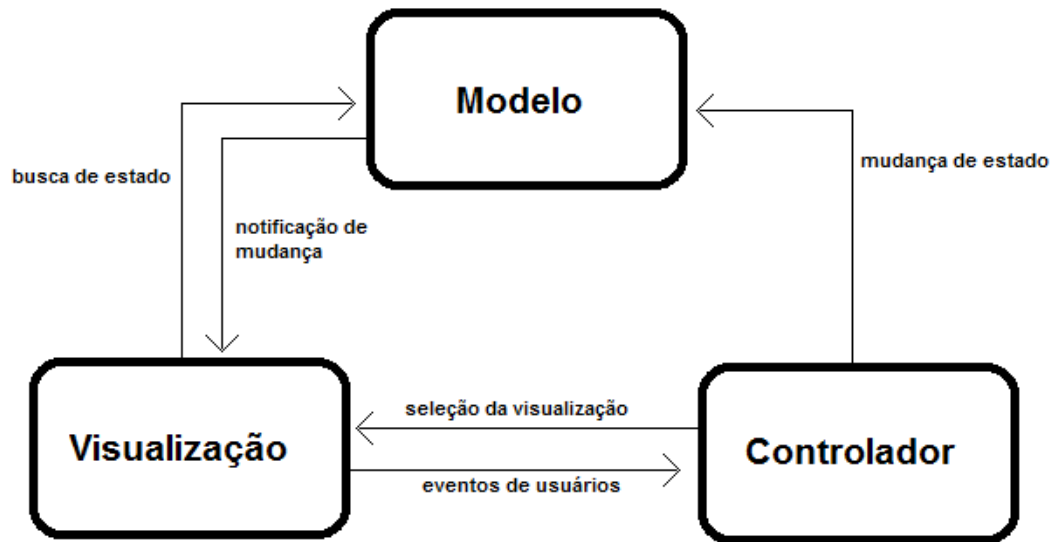 Modelo
busca de estado
mudança de estado
notificação de
mudança
seleção da visualização
Visualização
Controlador
eventos de usuários